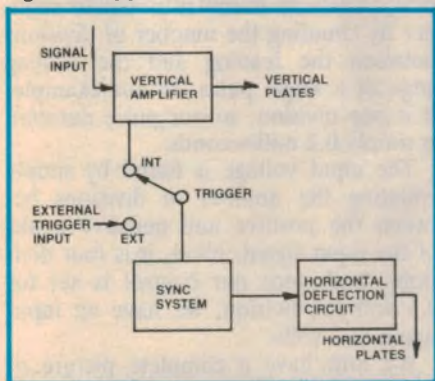 SIGNAL
INPUT
VERTICAL
AMPLIFIER
VERTICAL
PLATES
INT
TRIGGER
EXTERNAL
TRIGGER
INPUT
EXT
SYNC
SYSTEM
HORIZONTAL
DEFLECTION
CIRCUIT
HORIZONTAL
PLATES